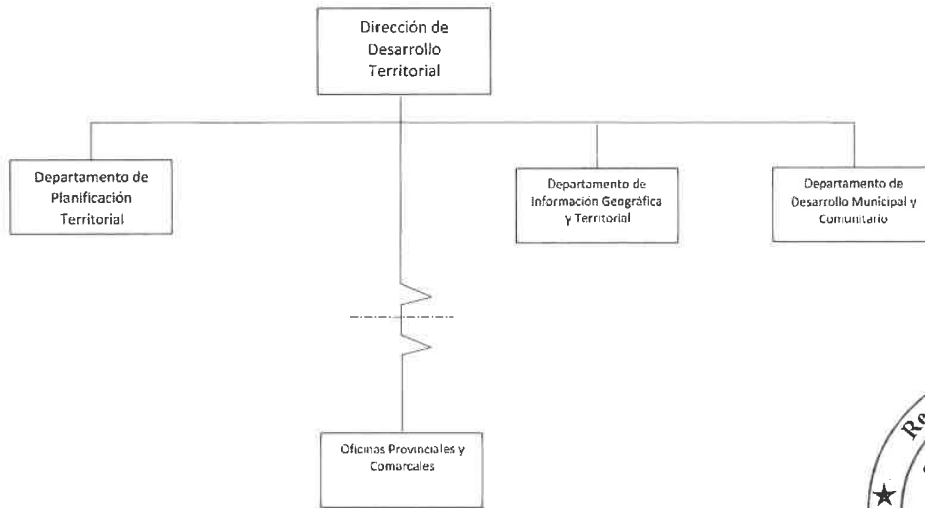 Dirección de
Desarrollo
Territorial
Departamento de
Planificación
Territorial
Departamento de
Información Geográfica
y Territorial
Departamento de
Desarrollo Municipal y
Comunitario
Oficinas Provinciales y
Comarcales